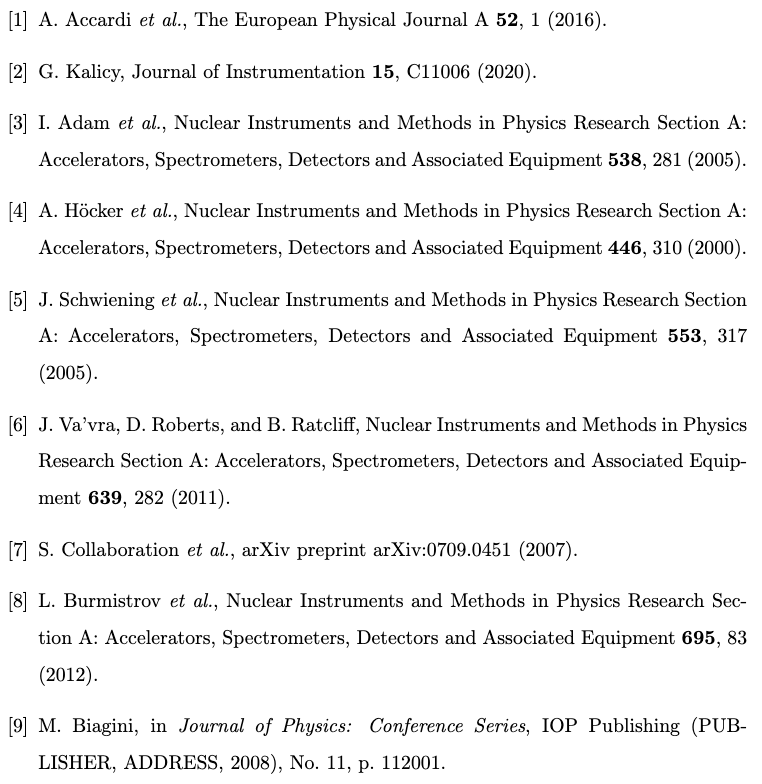 [1] A. Accardi et al., The European Physical Journal A 52, 1 (2016).
[2] G. Kalicy, Journal of Instrumentation 15, C11006 (2020).
[3] I. Adam et al., Nuclear Instruments and Methods in Physics Research Section A:
Accelerators, Spectrometers, Detectors and Associated Equipment 538, 281 (2005).
[4] A. Höcker et al., Nuclear Instruments and Methods in Physics Research Section A:
Accelerators, Spectrometers, Detectors and Associated Equipment 446, 310 (2000).
[5] J. Schwiening et al., Nuclear Instruments and Methods in Physics Research Section
A: Accelerators, Spectrometers, Detectors and Associated Equipment 553, 317
(2005).
[6] J. Va'vra, D. Roberts, and B. Ratcliff, Nuclear Instruments and Methods in Physics
Research Section A: Accelerators, Spectrometers, Detectors and Associated Equip-
ment 639, 282 (2011).
[7] S. Collaboration et al., arXiv preprint arXiv:0709.0451 (2007).
[8] L. Burmistrov et al., Nuclear Instruments and Methods in Physics Research Sec-
tion A: Accelerators, Spectrometers, Detectors and Associated Equipment 695, 83
(2012).
[9] M. Biagini, in Journal of Physics: Conference Series, IOP Publishing (PUB-
LISHER, ADDRESS, 2008), No. 11, p. 112001.